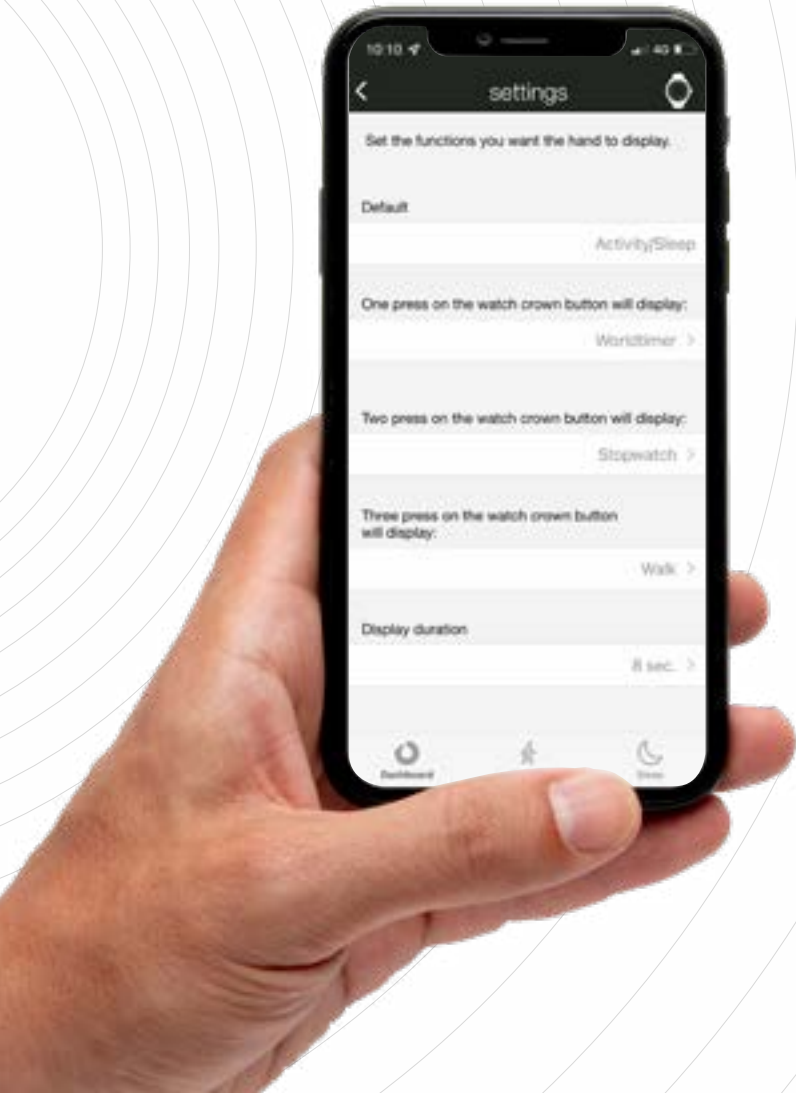 10:10
4G
settings
Set the functions you want the hand to display.
Default
Activity/Sleep
One press on the watch crown button will display:
Worldtimer >
Two press on the watch crown button will display:
Stopwatch >
Three press on the watch crown button
will display:
Walk >
Display duration
8 sec. >
Dashboard
Sleep